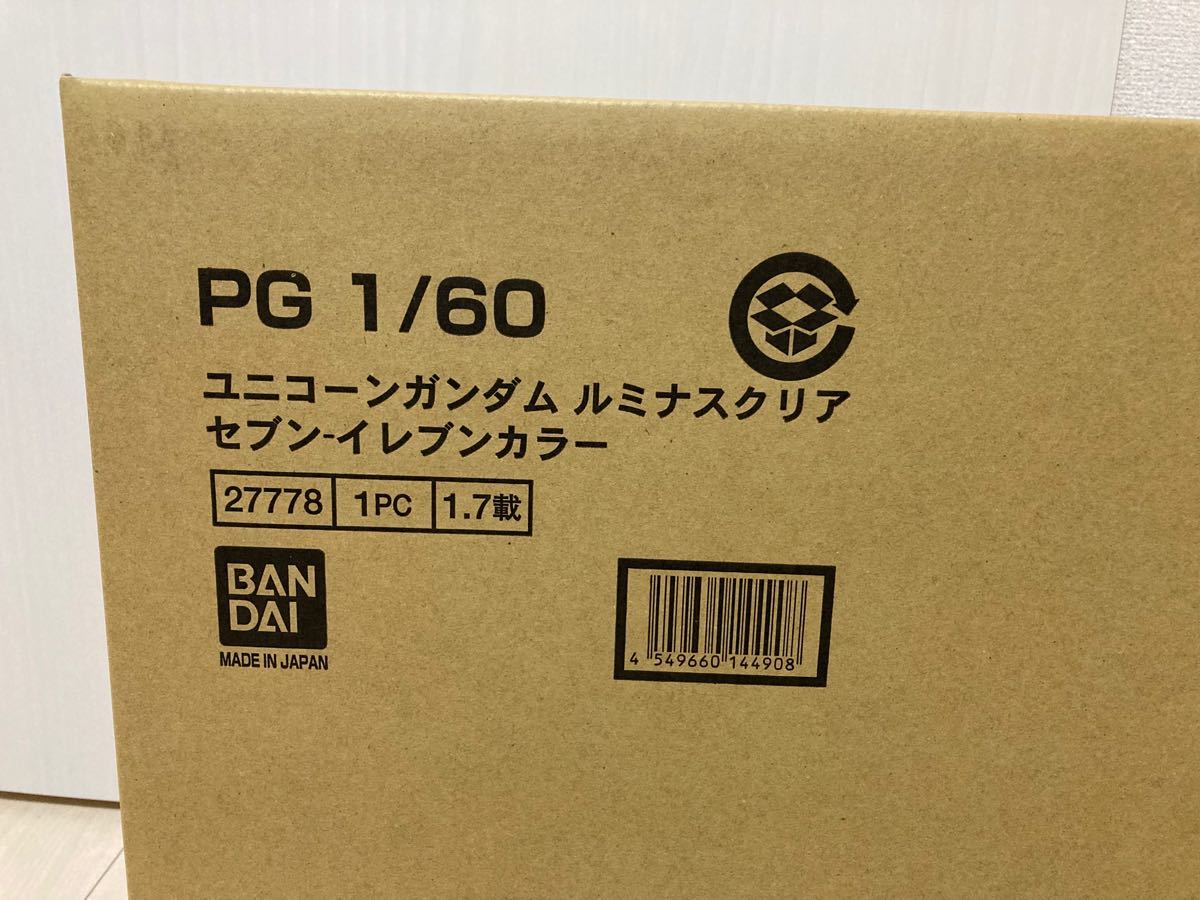 PG 1/60
ユニコーンガンダム ルミナスクリア
セブン-イレブンカラー
27778 1PC 1.7載
BAN
DAI
MADE IN JAPAN
4 549660 144908